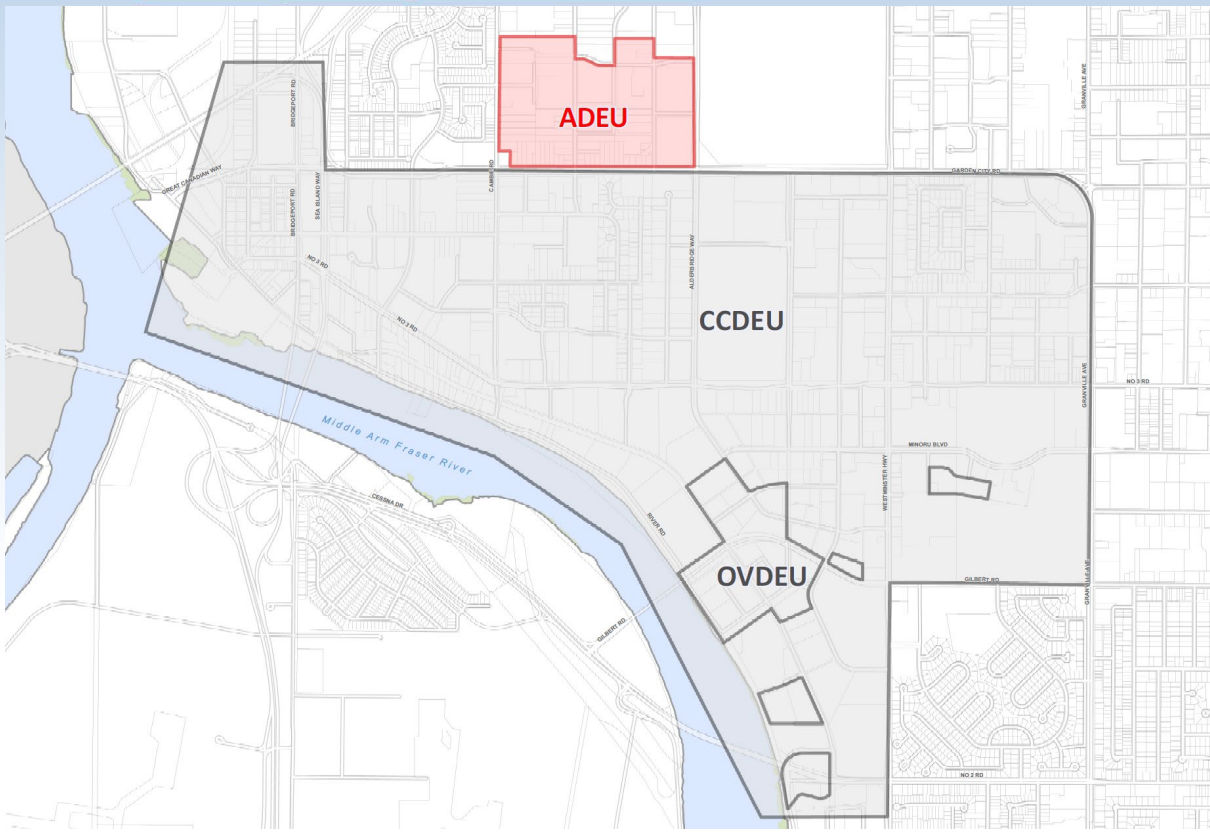 BRIDGEPORT RD
GRANVILLE AVE
ADEU
GREAT CANADIAN WAY
CAMBIE RD
GARDEN CITY RD
SEA ISLAND WAY
BRIDGEPORT RD
NO 3 RD
ALDERBRIDGE WAY
CCDEU
NO 3 RD
GRANVILLE AVE
NO 3 RD
Middle Arm Fraser River
MINORU BLVD
WESTMINSTER HWY
CESSNA DR
RIVER RD
OVDEU
GILBERT RD
GRANVILLE AVE
GILBERT RD
NO 2 RD